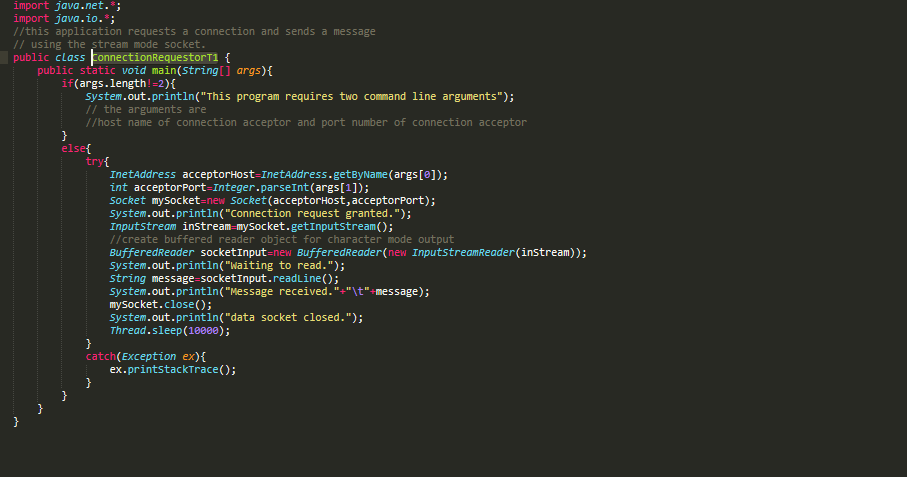 import java.net.*;
import java.io.*;
//this application requests a connection and sends a message
// using the stream mode socket.
public class ConnectionRequestorT1 {
public static void main(String[] args){
if(args.length!=2){
System.out.println("This program requires two command line arguments");
// the arguments are
//host name of connection acceptor and port number of connection acceptor
}
else{
try{
InetAddress acceptorHost=InetAddress.getByName(args[0]);
int acceptorPort=Integer.parseInt(args[1]);
Socket mySocket=new Socket(acceptorHost,acceptorPort);
System.out.println("Connection request granted.");
InputStream inStream=mySocket.getInputStream();
//create buffered reader object for character mode output
BufferedReader socketInput=new BufferedReader(new InputStreamReader(inStream));
System.out.println("Waiting to read.");
String message=socketInput.readLine();
System.out.println("Message received."+"\t"+message);
mySocket.close();
System.out.println("data socket closed.");
Thread.sleep(10000);
}
catch(Exception ex){
ex.printStackTrace();
}
}
}
}